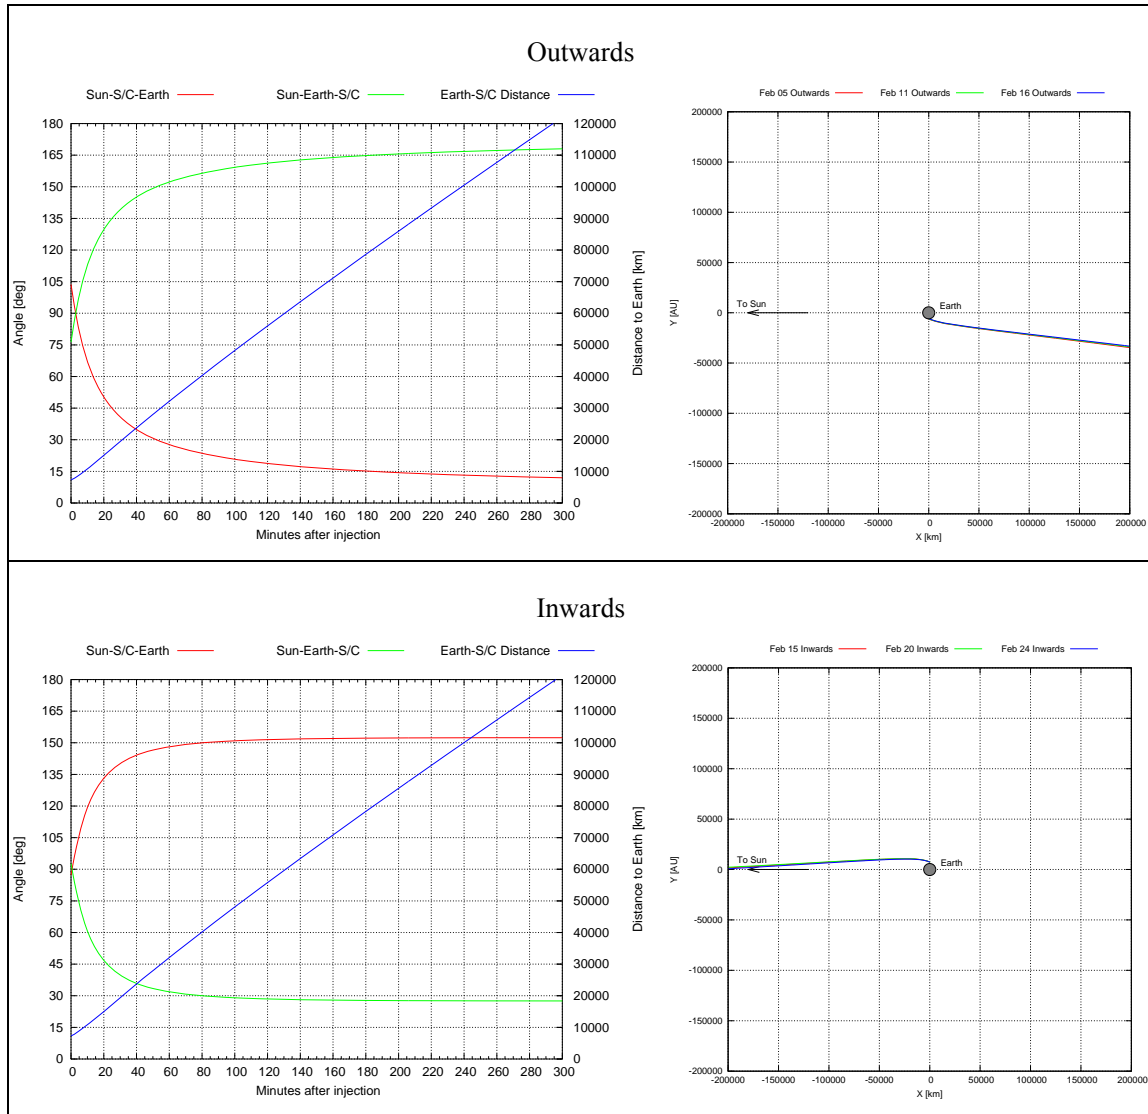 Outwards
Sun-S/C-Earth Sun-Earth-S/C Earth-S/C Distance
180
165
150
135
120
105
90
75
60
45
30
15
0
Angle [deg]
120000
110000
100000
90000
80000
70000
60000
50000
40000
30000
20000
10000
0
Distance to Earth [km]
0 20 40 60 80 100 120 140 160 180 200 220 240 260 280 300
Minutes after injection
Feb 05 Outwards Feb 11 Outwards Feb 16 Outwards
200000
150000
100000
50000
0
-50000
-100000
-150000
-200000
Y [AU]
To Sun
Earth
-200000 -150000 -100000 -50000 0 50000 100000 150000 200000
X [km]
Inwards
Sun-S/C-Earth Sun-Earth-S/C Earth-S/C Distance
180
165
150
135
120
105
90
75
60
45
30
15
0
Angle [deg]
120000
110000
100000
90000
80000
70000
60000
50000
40000
30000
20000
10000
0
Distance to Earth [km]
0 20 40 60 80 100 120 140 160 180 200 220 240 260 280 300
Minutes after injection
Feb 15 Inwards Feb 20 Inwards Feb 24 Inwards
200000
150000
100000
50000
0
-50000
-100000
-150000
-200000
Y [AU]
To Sun
Earth
-200000 -150000 -100000 -50000 0 50000 100000 150000 200000
X [km]